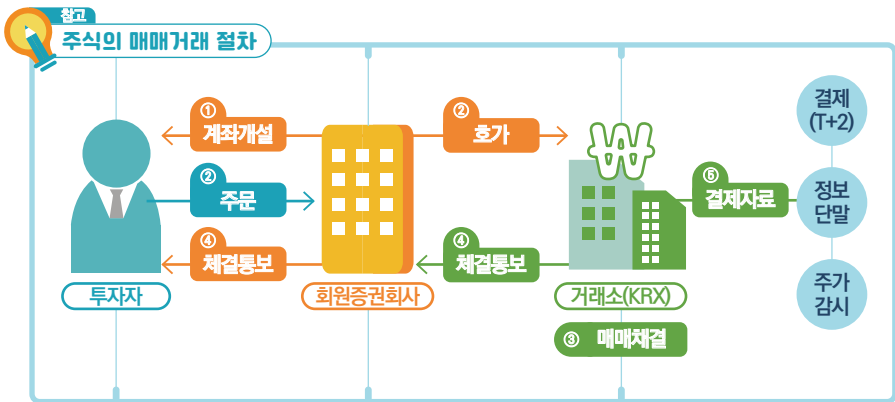 참고
주식의 매매거래 절차
①
계좌개설
②
호가
②
주문
④
체결통보
④
체결통보
⑤
결제자료
결제
(T+2)
정보
단말
주가
감시
투자자
회원증권회사
거래소(KRX)
③ 매매채결